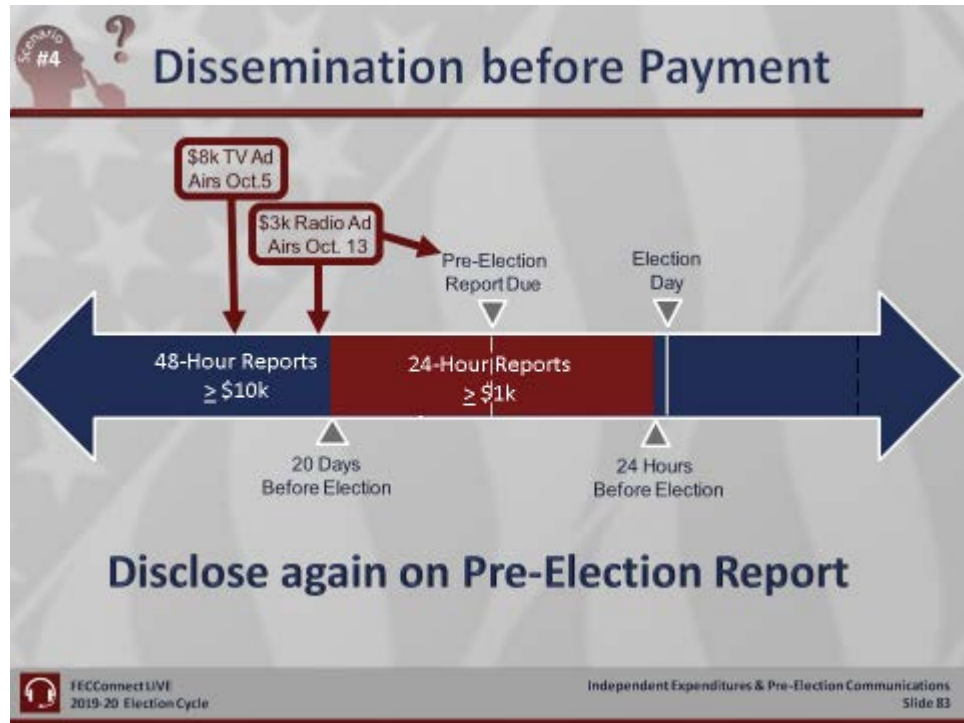 Scenario
#4
?
Dissemination before Payment
$8k TV Ad
Airs Oct.5
$3k Radio Ad
Airs Oct. 13
Pre-Election
Report Due
Election
Day
48-Hour Reports
≥ $10k
24-Hour Reports
≥ $1k
20 Days
Before Election
24 Hours
Before Election
Disclose again on Pre-Election Report
FECConnect LIVE
2019-20 Election Cycle
Independent Expenditures & Pre-Election Communications
Slide 83